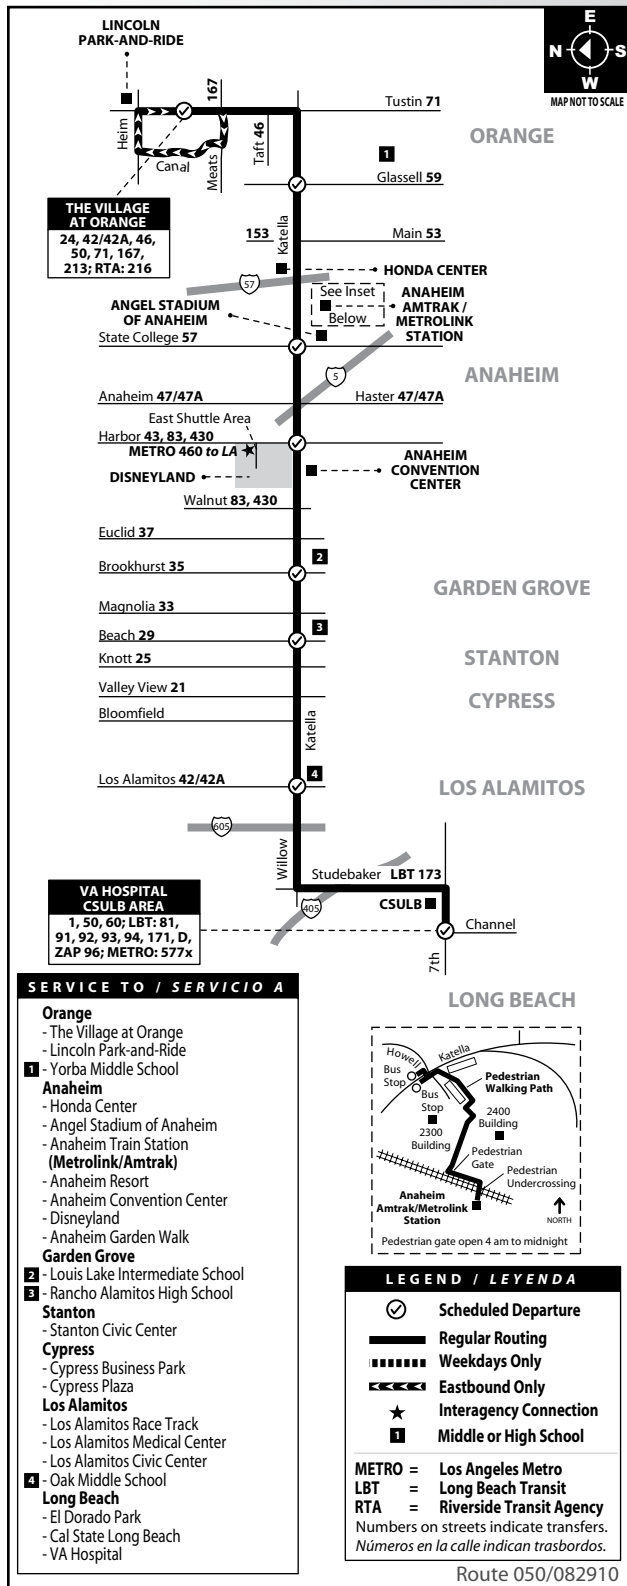 LINCOLN
PARK-AND-RIDE
E
N S
W
MAP NOT TO SCALE
167
Tustin 71
Heim
Canal
Meats
Taft 46
ORANGE
1
Glassell 59
THE VILLAGE
AT ORANGE
24, 42/42A, 46,
50, 71, 167,
213; RTA: 216
153
Katella
Main 53
HONDA CENTER
57
See Inset
Below
ANAHEIM
AMTRAK /
METROLINK
STATION
ANGEL STADIUM
OF ANAHEIM
State College 57
5
ANAHEIM
Anaheim 47/47A
Haster 47/47A
East Shuttle Area
Harbor 43, 83, 430
METRO 460 to LA
DISNEYLAND
ANAHEIM
CONVENTION
CENTER
Walnut 83, 430
Euclid 37
2
Brookhurst 35
GARDEN GROVE
Magnolia 33
3
Beach 29
Knott 25
STANTON
Valley View 21
CYPRESS
Bloomfield
Katella
Los Alamitos 42/42A
4
LOS ALAMITOS
605
Willow
Studebaker LBT 173
405
CSULB
VA HOSPITAL
CSULB AREA
1, 50, 60; LBT: 81,
91, 92, 93, 94, 171, D,
ZAP 96; METRO: 577x
Channel
7th
LONG BEACH
SERVICE TO / SERVICIO A
Orange
- The Village at Orange
- Lincoln Park-and-Ride
1 - Yorba Middle School
Anaheim
- Honda Center
- Angel Stadium of Anaheim
- Anaheim Train Station
(Metrolink/Amtrak)
- Anaheim Resort
- Anaheim Convention Center
- Disneyland
- Anaheim Garden Walk
Garden Grove
2 - Louis Lake Intermediate School
3 - Rancho Alamitos High School
Stanton
- Stanton Civic Center
Cypress
- Cypress Business Park
- Cypress Plaza
Los Alamitos
- Los Alamitos Race Track
- Los Alamitos Medical Center
- Los Alamitos Civic Center
4 - Oak Middle School
Long Beach
- El Dorado Park
- Cal State Long Beach
- VA Hospital
Howell
Katella
Bus
Stop
Bus
Stop
Pedestrian
Walking Path
2300
Building
2400
Building
Pedestrian
Gate
Pedestrian
Undercrossing
Anaheim
Amtrak/Metrolink
Station
NORTH
Pedestrian gate open 4 am to midnight
LEGEND / LEYENDA
Scheduled Departure
Regular Routing
Weekdays Only
Eastbound Only
Interagency Connection
1 Middle or High School
METRO = Los Angeles Metro
LBT = Long Beach Transit
RTA = Riverside Transit Agency
Numbers on streets indicate transfers.
Números en la calle indican trasbordos.
Route 050/082910